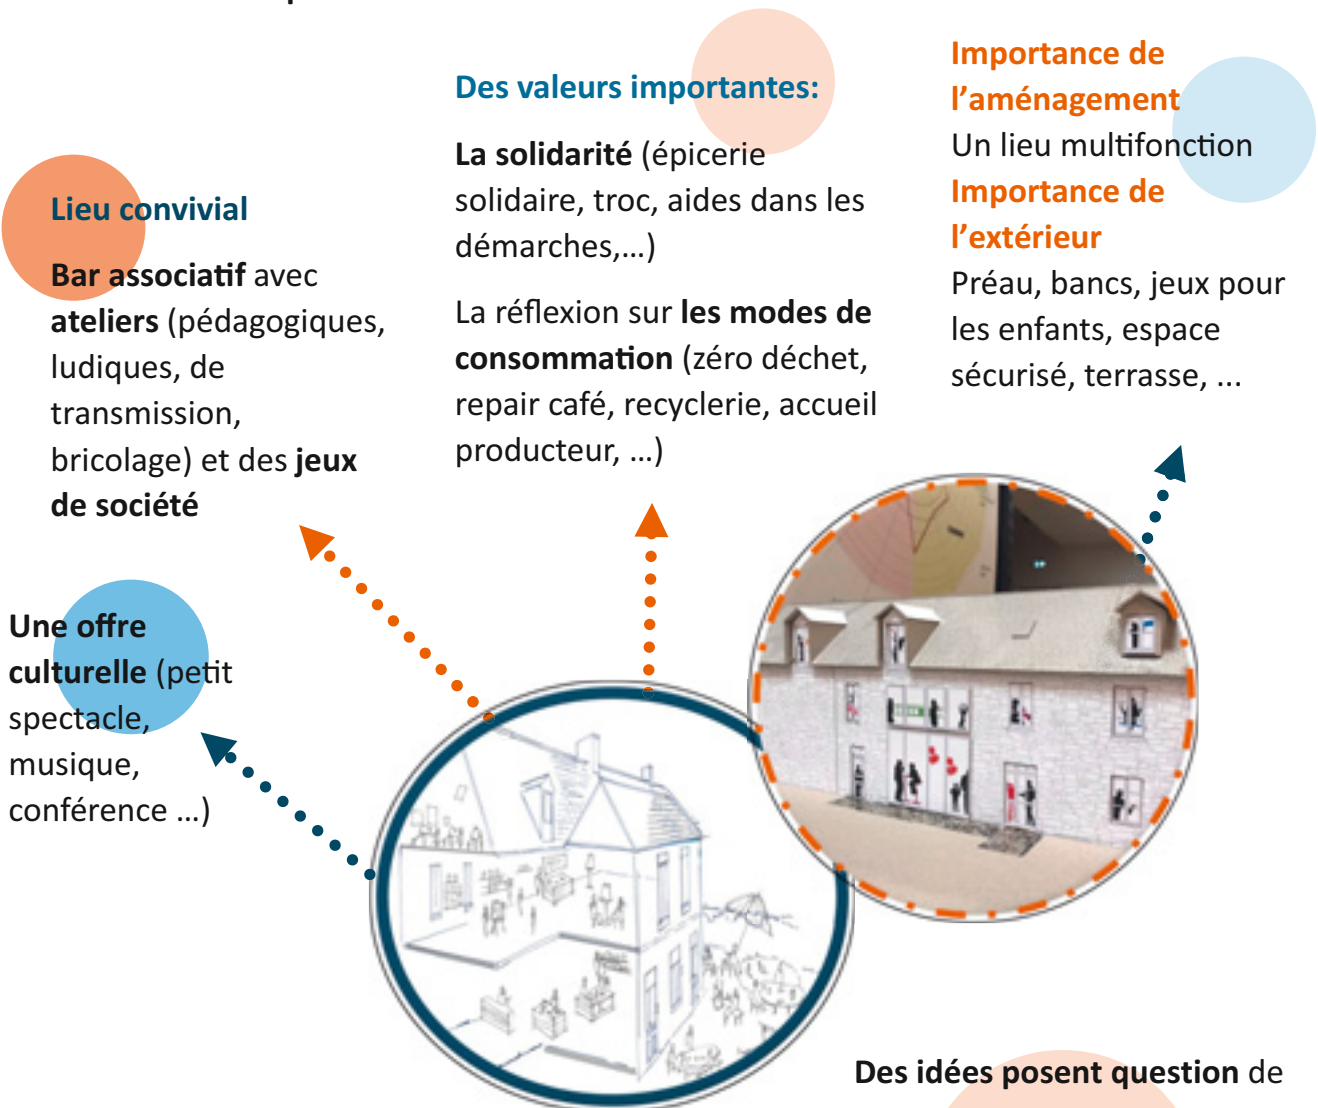 Lieu convivial
Bar associatif avec
ateliers (pédagogiques,
ludiques, de
transmission,
bricolage) et des jeux
de société
Une offre
culturelle (petit
spectacle,
musique,
conférence ...)
Des valeurs importantes:
La solidarité (épicerie
solidaire, troc, aides dans les
démarches,...)
La réflexion sur les modes de
consommation (zéro déchet,
repair café, recyclerie, accueil
producteur, ...)
Importance de
l'aménagement
Un lieu multifonction
Importance de
l'extérieur
Préau, bancs, jeux pour
les enfants, espace
sécurisé, terrasse, ...
Des idées posent question de